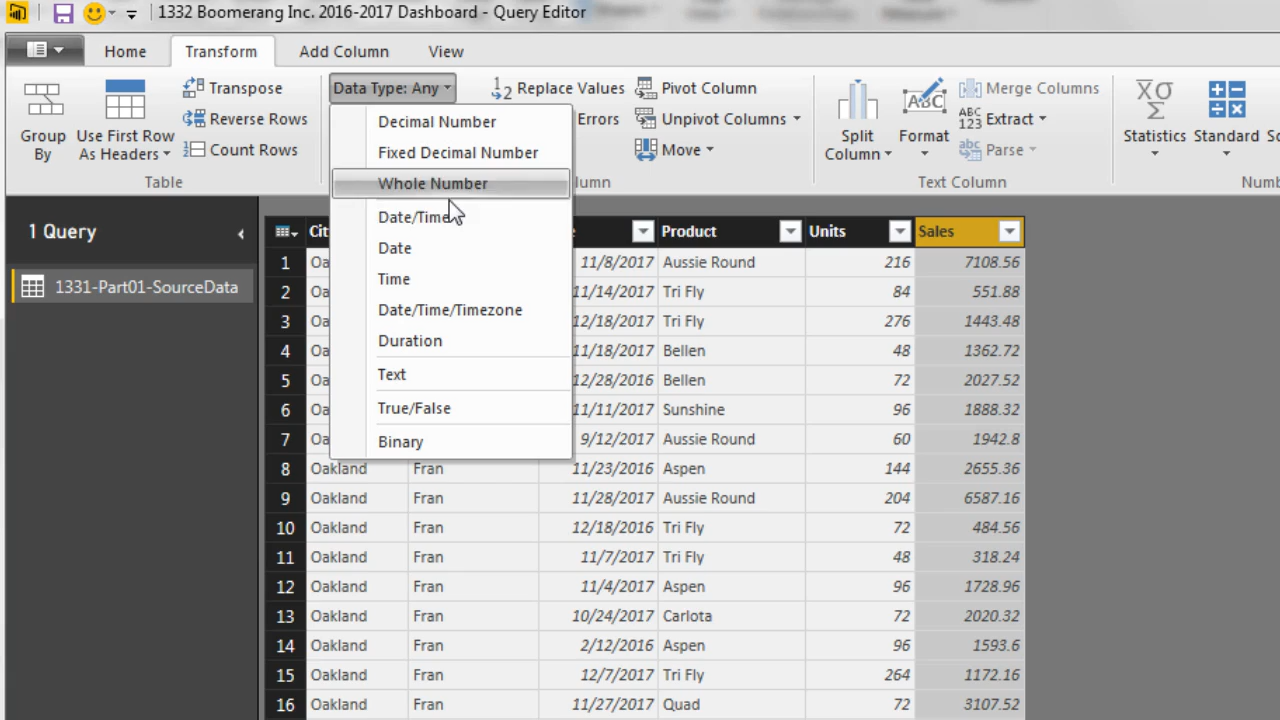 1332 Boomerang Inc. 2016-2017 Dashboard - Query Editor
Home Transform Add Column View
Group By
Use First Row As Headers
Transpose
Reverse Rows
Count Rows
Table
Data Type: Any
Replace Values
Errors
Pivot Column
Unpivot Columns
Move
Split Column
Format
Merge Columns
Extract
Parse
Text Column
Statistics
Standard
Decimal Number
Fixed Decimal Number
Whole Number
Date/Time
Date
Time
Date/Time/Timezone
Duration
Text
True/False
Binary
1 Query
1331-Part01-SourceData
Product Units Sales
1 Oa 11/8/2017 Aussie Round 216 7108.56
2 Oa 11/14/2017 Tri Fly 84 551.88
3 Oa 12/18/2017 Tri Fly 276 1443.48
4 Oa 11/18/2017 Bellen 48 1362.72
5 Oa 12/28/2016 Bellen 72 2027.52
6 Oa 11/11/2017 Sunshine 96 1888.32
7 Oa 9/12/2017 Aussie Round 60 1942.8
8 Oakland Fran 11/23/2016 Aspen 144 2655.36
9 Oakland Fran 11/28/2017 Aussie Round 204 6587.16
10 Oakland Fran 12/18/2016 Tri Fly 72 484.56
11 Oakland Fran 11/7/2017 Tri Fly 48 318.24
12 Oakland Fran 11/4/2017 Aspen 96 1728.96
13 Oakland Fran 10/24/2017 Carlota 72 2020.32
14 Oakland Fran 2/12/2016 Aspen 96 1593.6
15 Oakland Fran 12/7/2017 Tri Fly 264 1172.16
16 Oakland Fran 11/27/2017 Quad 72 3107.52